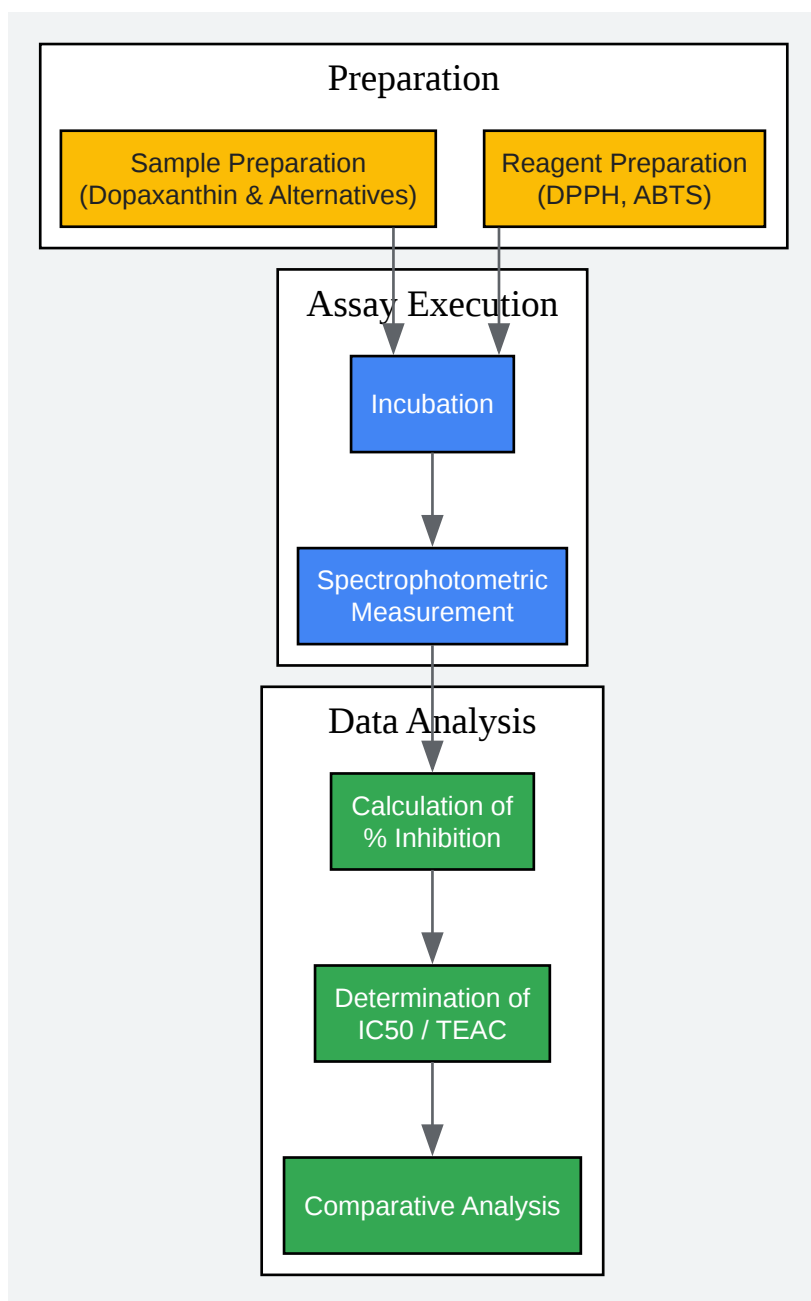 Preparation
Sample Preparation
(Dopaxanthin & Alternatives)
Reagent Preparation
(DPPH, ABTS)
Assay Execution
Incubation
Spectrophotometric
Measurement
Data Analysis
Calculation of
% Inhibition
Determination of
IC50 / TEAC
Comparative Analysis